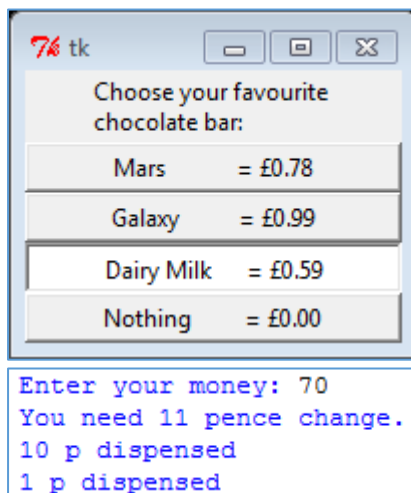 tk
Choose your favourite
chocolate bar:
Mars = £0.78
Galaxy = £0.99
Dairy Milk = £0.59
Nothing = £0.00
Enter your money: 70
You need 11 pence change.
10 p dispensed
1 p dispensed